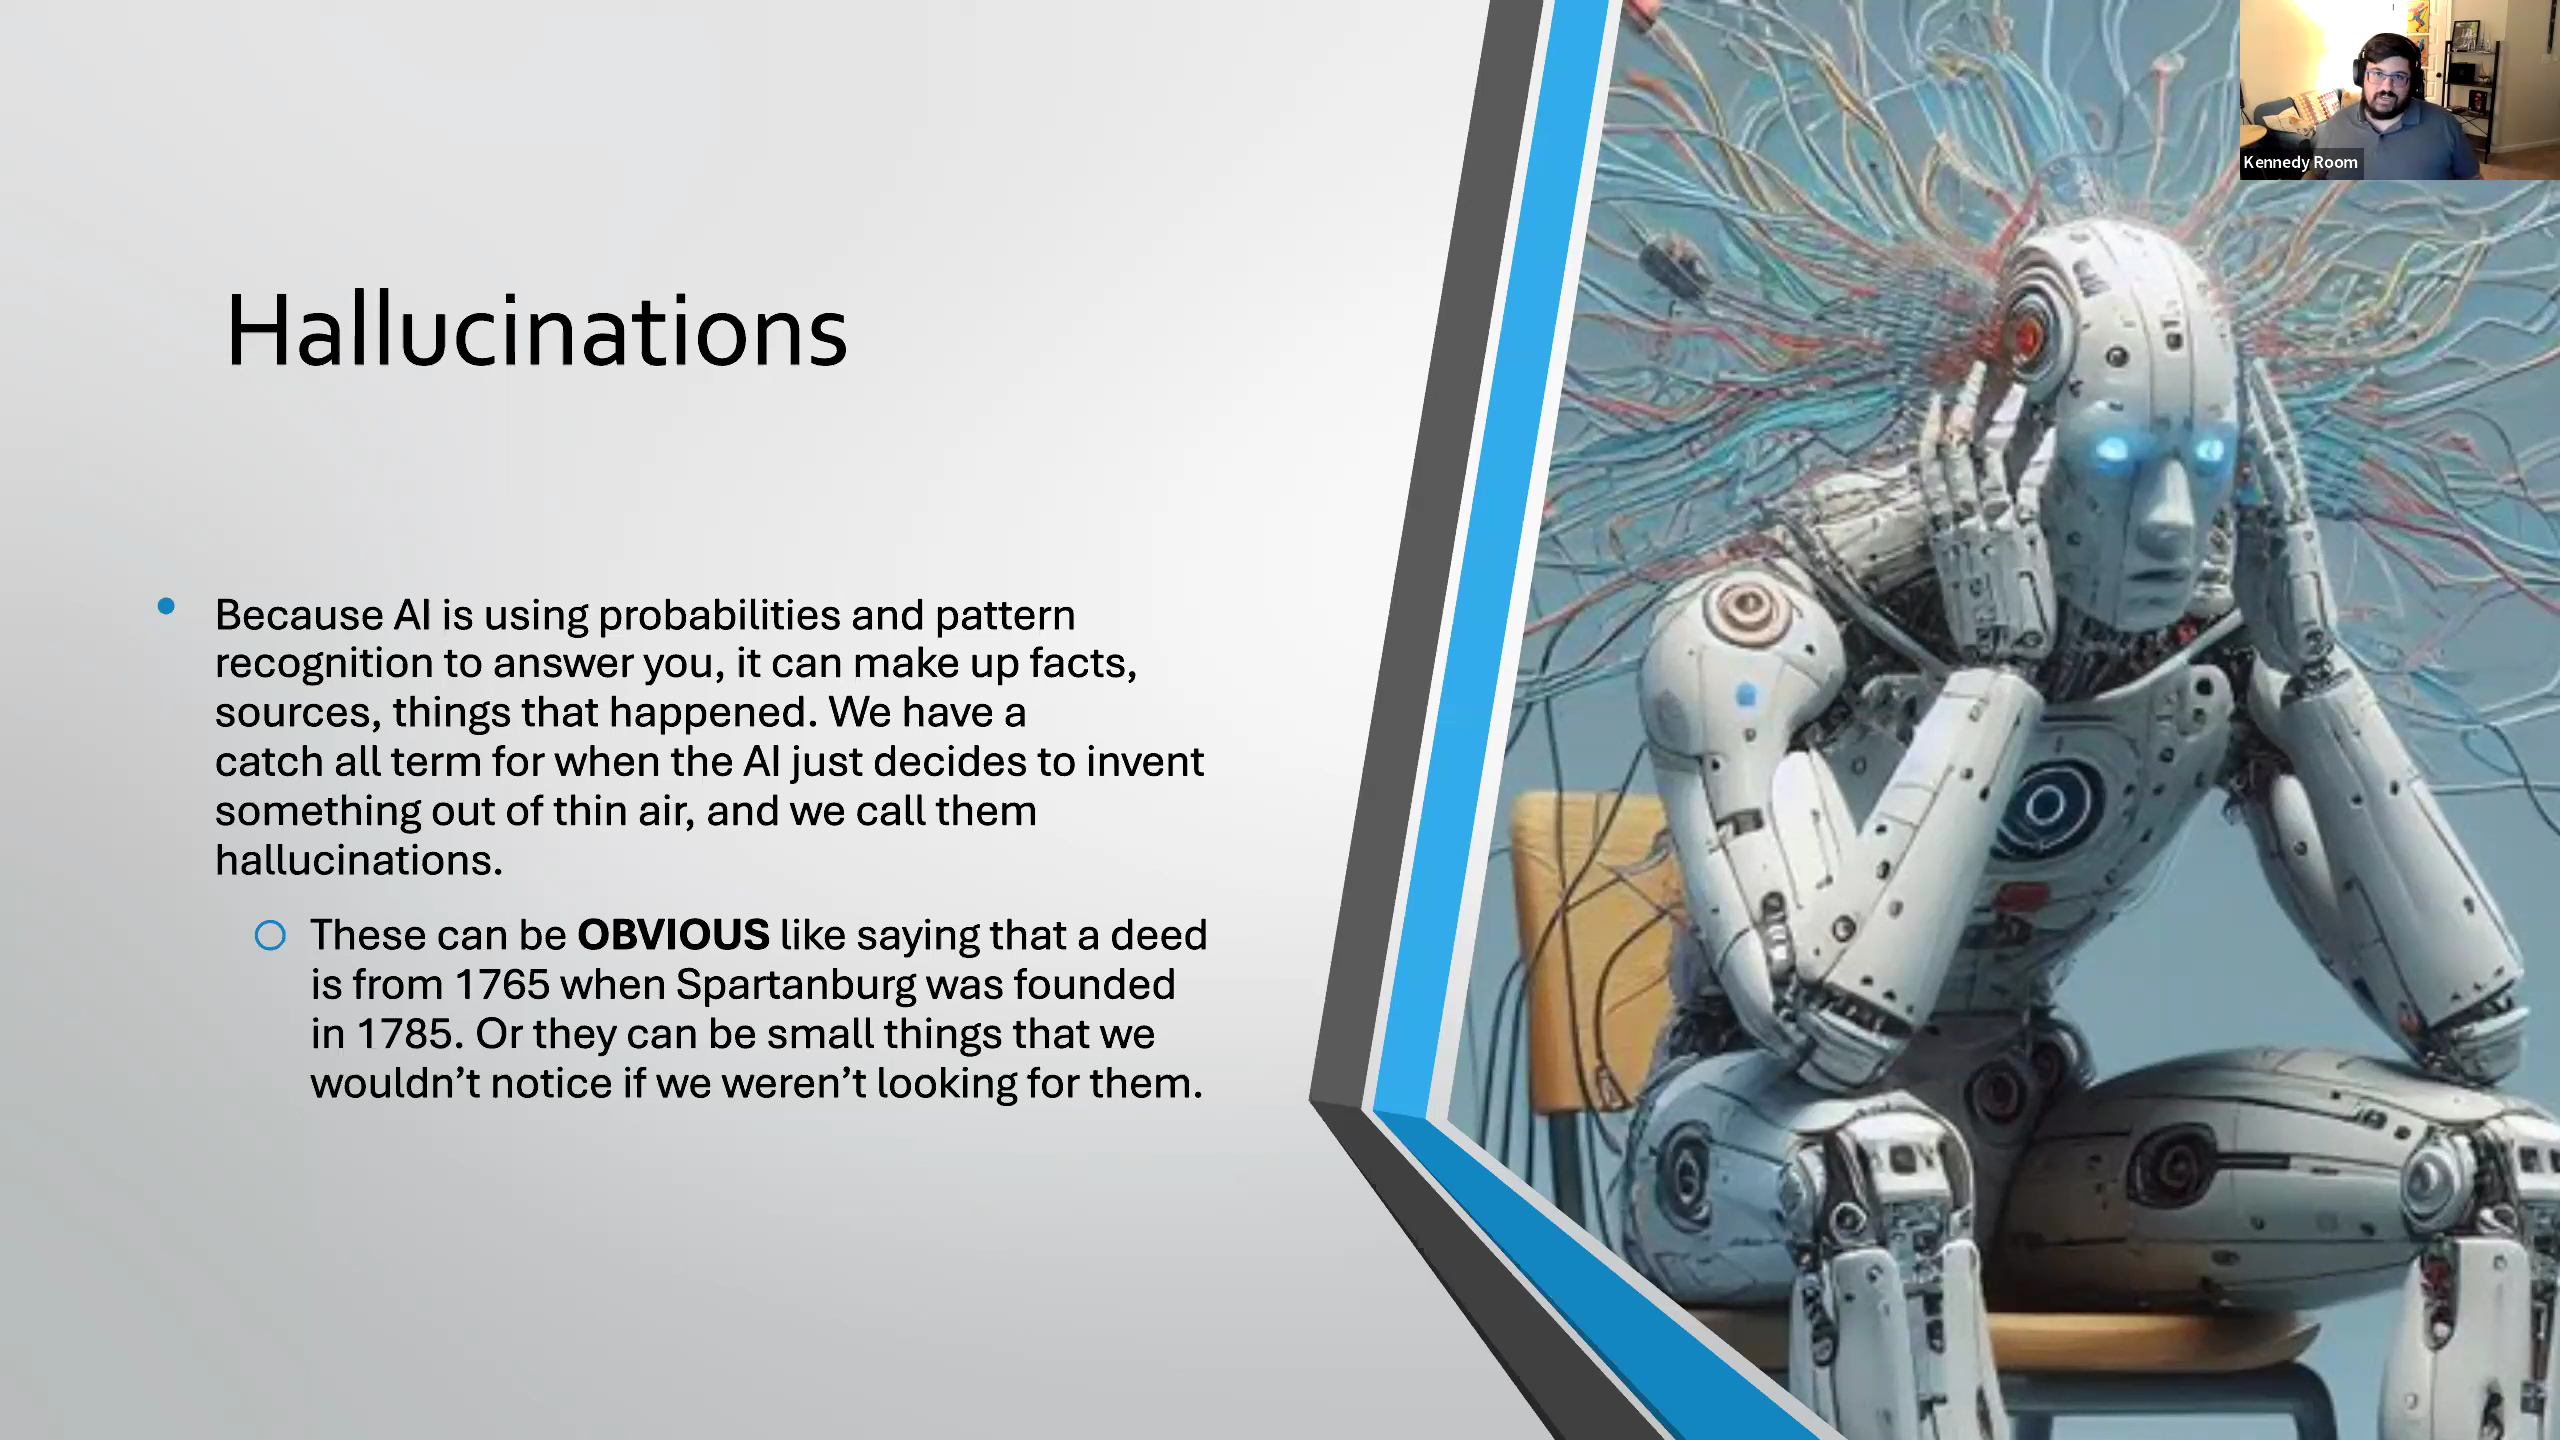 Kennedy Room
Hallucinations
Because AI is using probabilities and pattern
recognition to answer you, it can make up facts,
sources, things that happened. We have a
catch all term for when the AI just decides to invent
something out of thin air, and we call them
hallucinations.
These can be OBVIOUS like saying that a deed
is from 1765 when Spartanburg was founded
in 1785. Or they can be small things that we
wouldn’t notice if we weren’t looking for them.